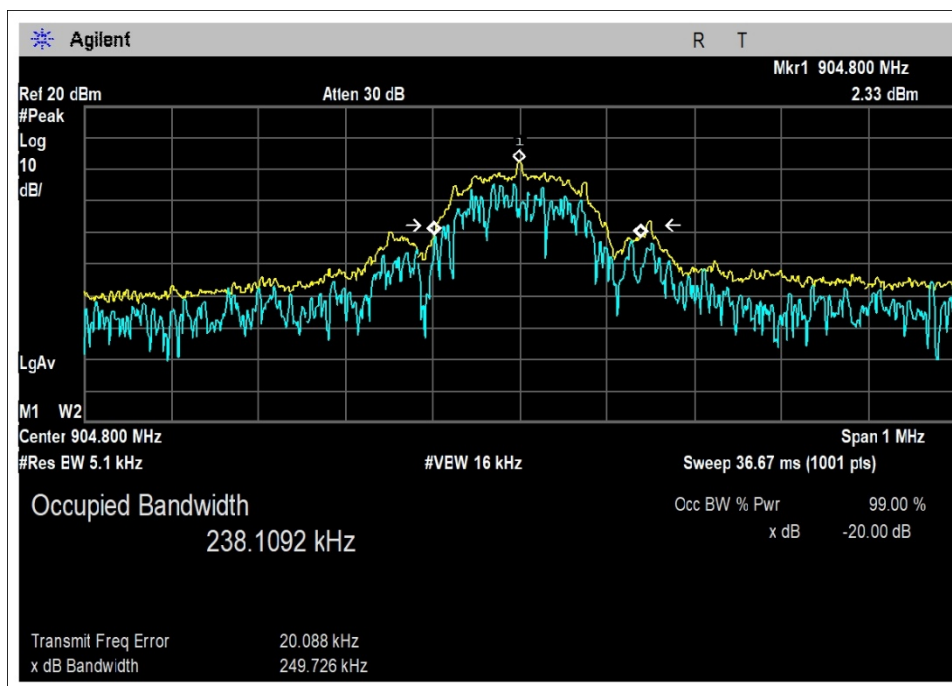 Agilent R T
Mkr1 904.800 MHz
Ref 20 dBm Atten 30 dB 2.33 dBm
#Peak
Log
10
dB/
1
LgAv
M1 W2
Center 904.800 MHz Span 1 MHz
#Res BW 5.1 kHz #VBW 16 kHz Sweep 36.67 ms (1001 pts)
Occupied Bandwidth Occ BW % Pwr 99.00 %
238.1092 kHz x dB -20.00 dB
Transmit Freq Error 20.088 kHz
x dB Bandwidth 249.726 kHz